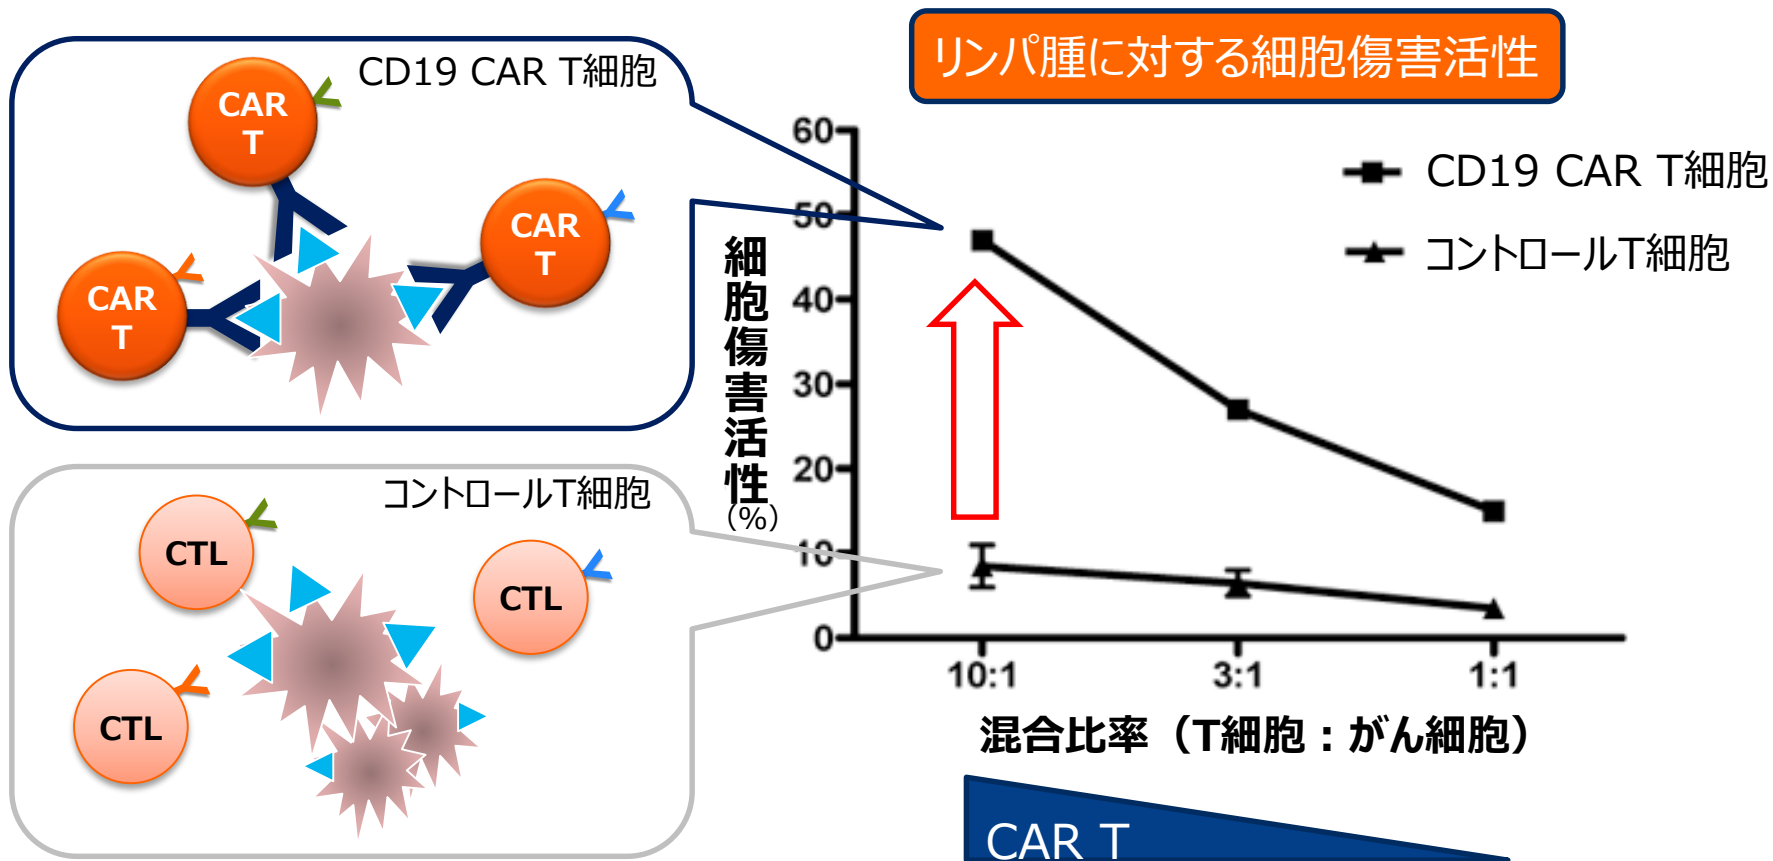 リンパ腫に対する細胞傷害活性
CD19 CAR T細胞
CAR
T
CAR
T
CAR
T
コントロールT細胞
CTL
CTL
CTL
細胞傷害活性
(%)
60
50
40
30
20
10
0
CD19 CAR T細胞
コントロールT細胞
10:1 3:1 1:1
混合比率（T細胞：がん細胞）
CAR T